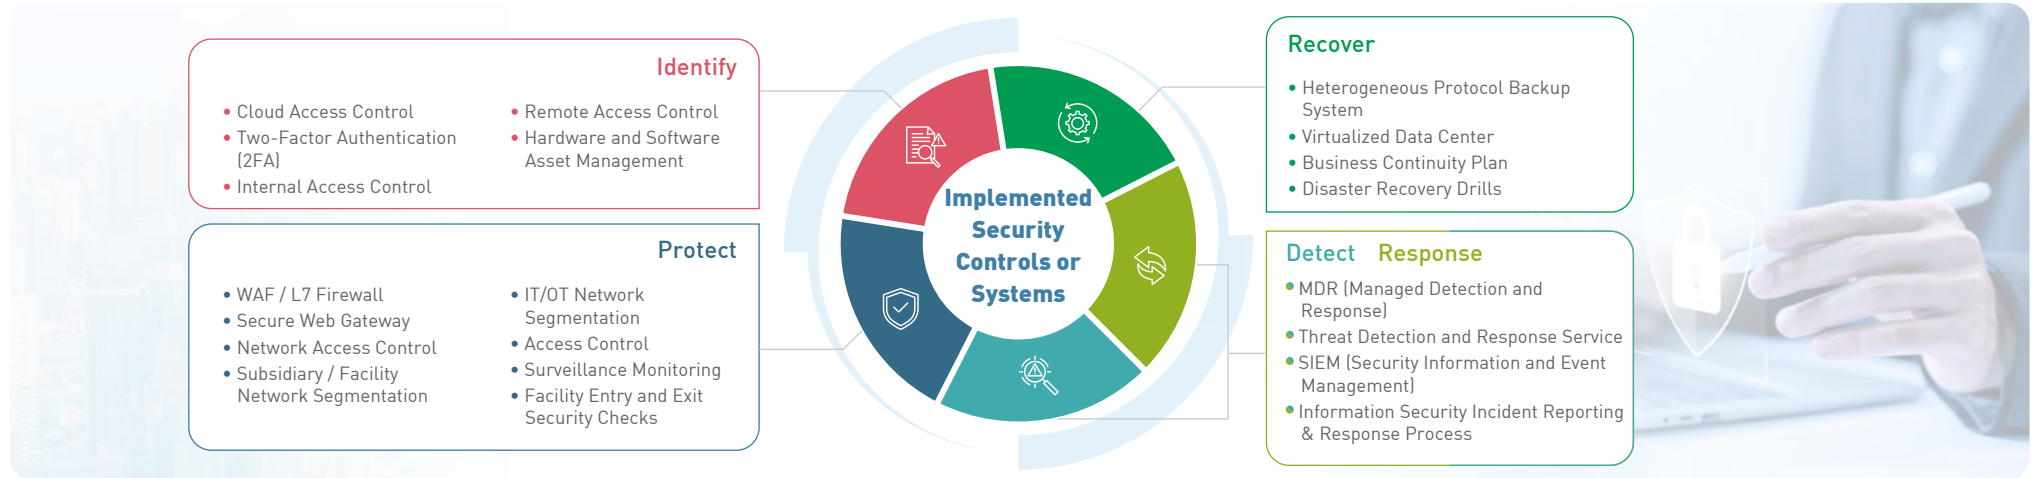 Identify
• Cloud Access Control
• Two-Factor Authentication
(2FA)
• Internal Access Control
• Remote Access Control
• Hardware and Software
Asset Management
Protect
• WAF / L7 Firewall
• Secure Web Gateway
• Network Access Control
• Subsidiary / Facility
Network Segmentation
• IT/OT Network
Segmentation
• Access Control
• Surveillance Monitoring
• Facility Entry and Exit
Security Checks
Implemented
Security
Controls or
Systems
Recover
• Heterogeneous Protocol Backup
System
• Virtualized Data Center
• Business Continuity Plan
• Disaster Recovery Drills
Detect Response
• MDR (Managed Detection and
Response)
• Threat Detection and Response Service
• SIEM (Security Information and Event
Management)
• Information Security Incident Reporting
& Response Process